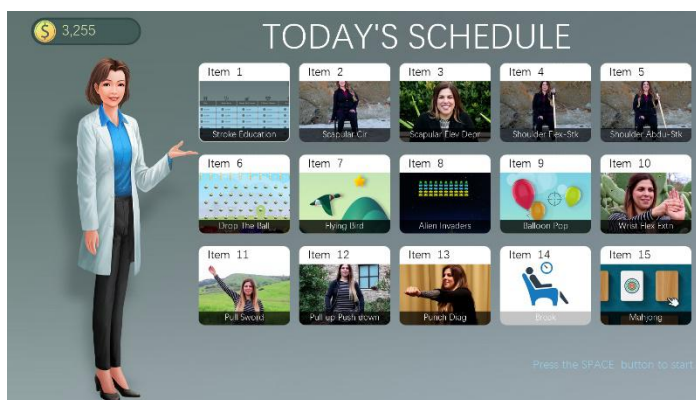 3,255
TODAY'S SCHEDULE
Item 1
Item 2
Item 3
Item 4
Item 5
Stroke Education
Scapular Cir
Scapular Elev Depr
Shoulder Flex-Stk
Shoulder Abdu-Stk
Item 6
Item 7
Item 8
Item 9
Item 10
Drop The Ball
Flying Bird
Alien Invaders
Balloon Pop
Wrist Flex Extn
Item 11
Item 12
Item 13
Item 14
Item 15
Pull Sword
Pull up Push down
Punch Diag
Break
Mahjong
Press the SPACE button to start